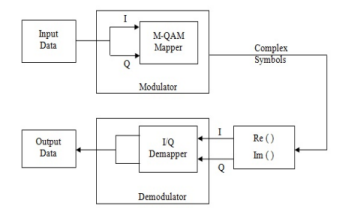 Input
Data
I
Q
M-QAM
Mapper
Modulator
Complex
Symbols
Output
Data
I/Q
Demapper
I
Q
Re ( )
Im ( )
Demodulator